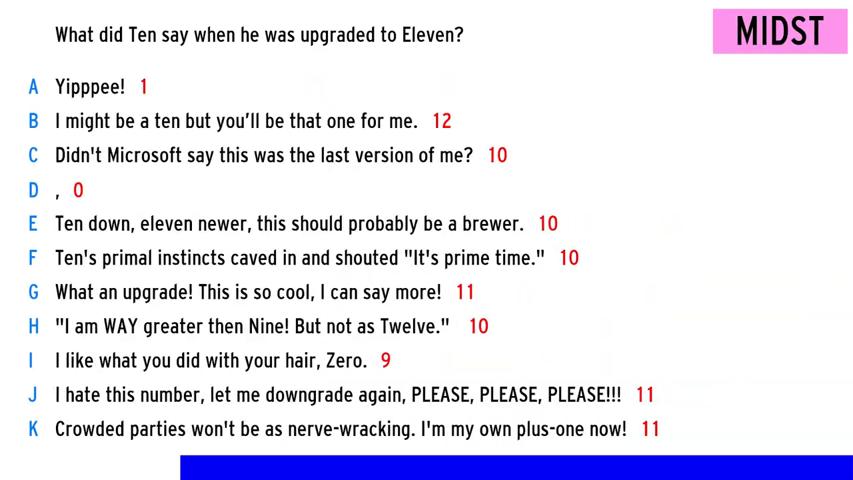 What did Ten say when he was upgraded to Eleven?
MIDST
A Yipppee! 1
B I might be a ten but you’ll be that one for me. 12
C Didn't Microsoft say this was the last version of me? 10
D , 0
E Ten down, eleven newer, this should probably be a brewer. 10
F Ten's primal instincts caved in and shouted "It's prime time." 10
G What an upgrade! This is so cool, I can say more! 11
H "I am WAY greater then Nine! But not as Twelve." 10
I I like what you did with your hair, Zero. 9
J I hate this number, let me downgrade again, PLEASE, PLEASE, PLEASE!!! 11
K Crowded parties won't be as nerve-wracking. I'm my own plus-one now! 11